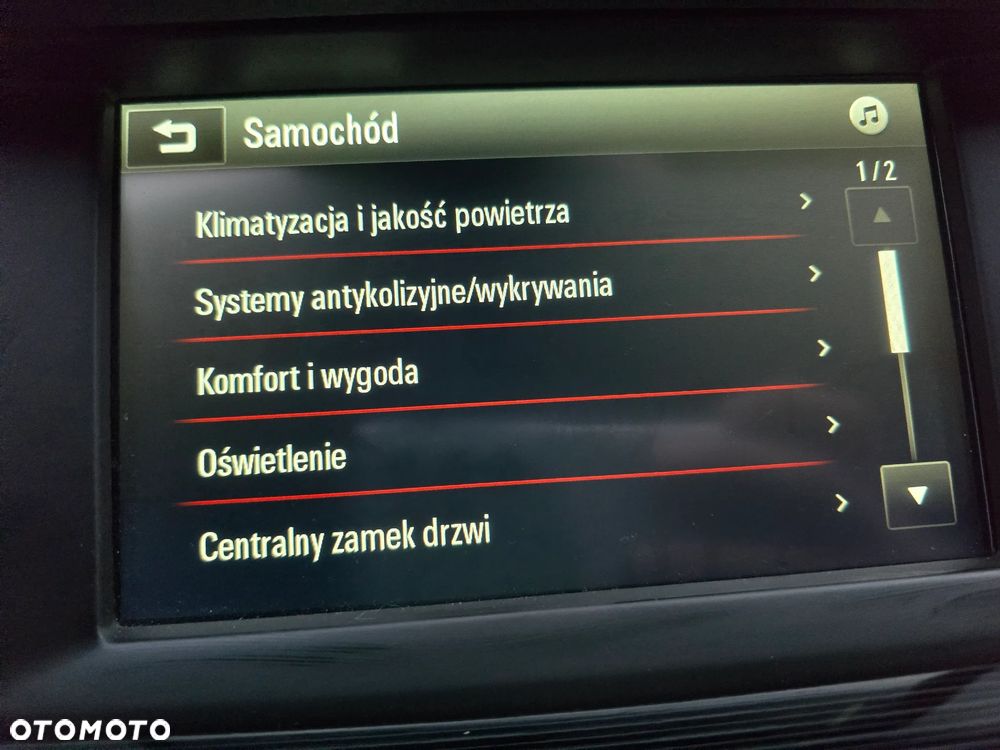 Samochód
1/2
Klimatyzacja i jakość powietrza
Systemy antykolizyjne/wykrywania
Komfort i wygoda
Oświetlenie
Centralny zamek drzwi
OTOMOTO